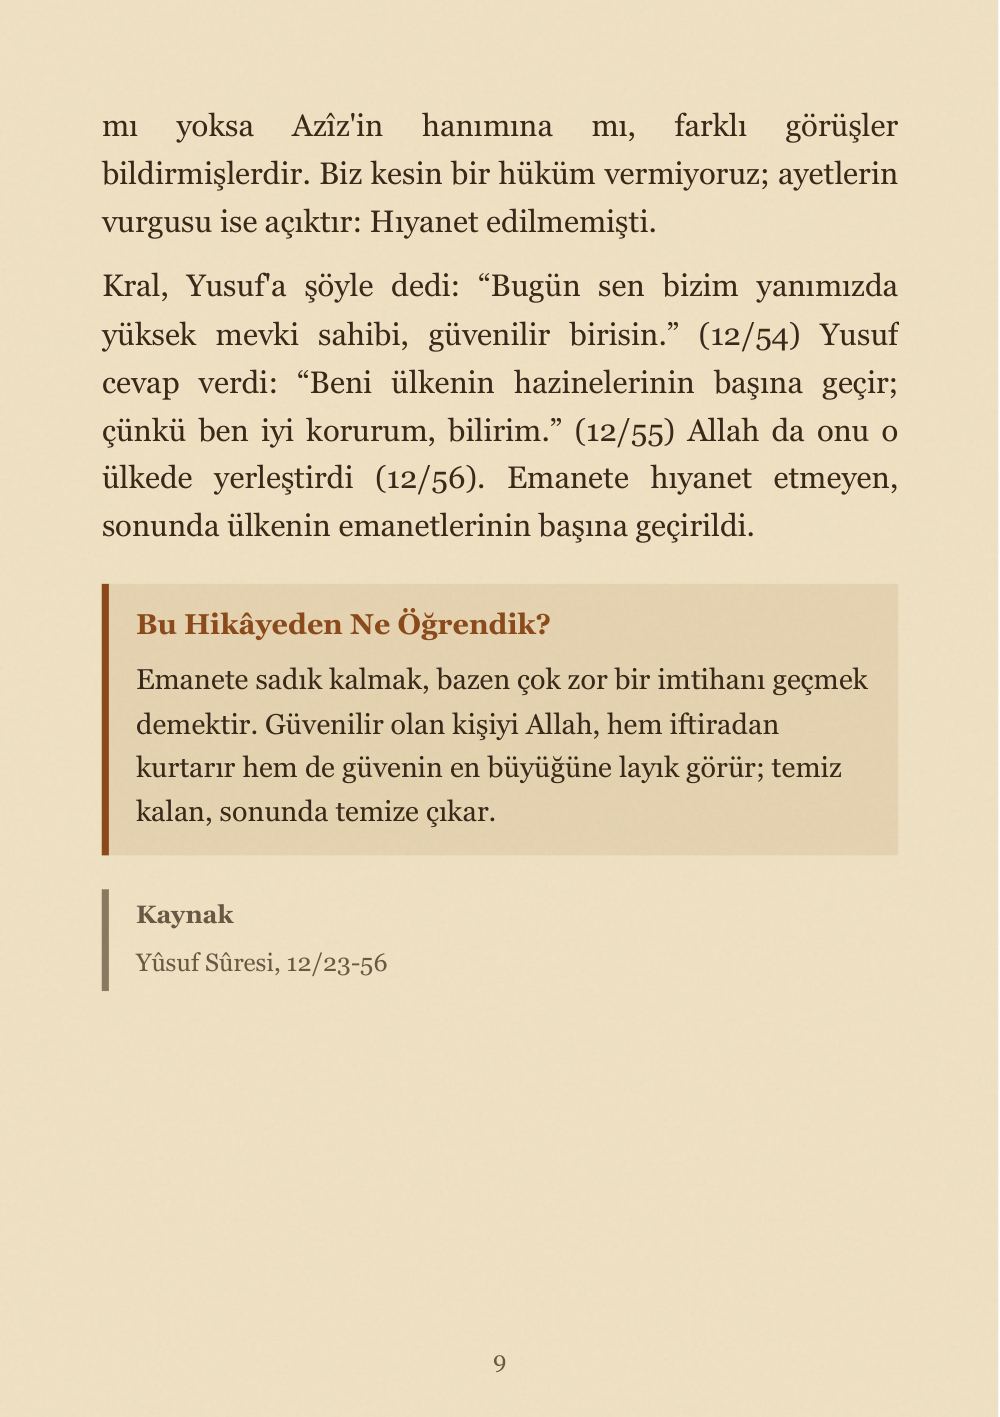 mı yoksa Azîz'in hanımına mı, farklı görüşler
bildirmişlerdir. Biz kesin bir hüküm vermiyoruz; ayetlerin
vurgusu ise açıktır: Hıyanet edilmemişti.
Kral, Yusuf'a şöyle dedi: “Bugün sen bizim yanımızda
yüksek mevki sahibi, güvenilir birisin.” (12/54) Yusuf
cevap verdi: “Beni ülkenin hazinelerinin başına geçir;
çünkü ben iyi korurum, bilirim.” (12/55) Allah da onu o
ülkede yerleştirdi (12/56). Emanete hıyanet etmeyen,
sonunda ülkenin emanetlerinin başına geçirildi.
Bu Hikâyeden Ne Öğrendik?
Emanete sadık kalmak, bazen çok zor bir imtihanı geçmek
demektir. Güvenilir olan kişiyi Allah, hem iftiradan
kurtarır hem de güvenin en büyüğüne layık görür; temiz
kalan, sonunda temize çıkar.
Kaynak
Yûsuf Sûresi, 12/23-56
9